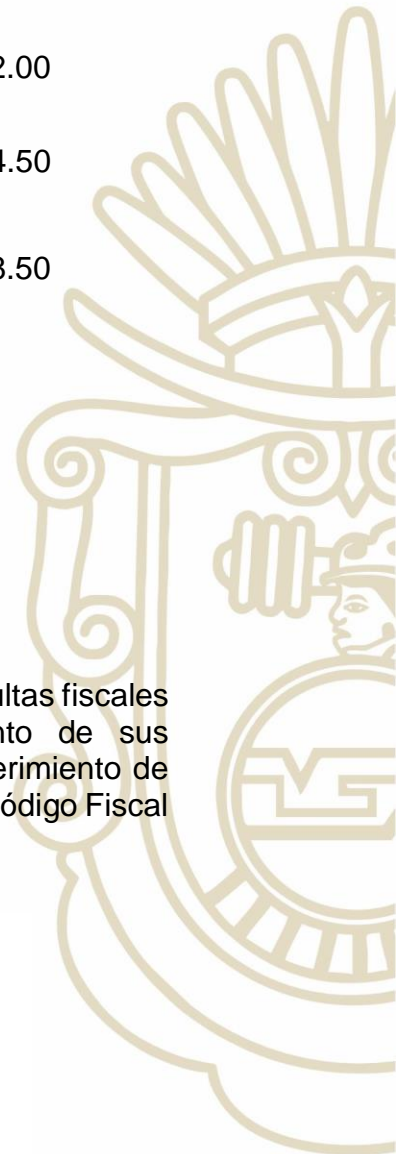 2.00
4.50
3.50
ultas fiscales
nto de sus
erimiento de
ódigo Fiscal